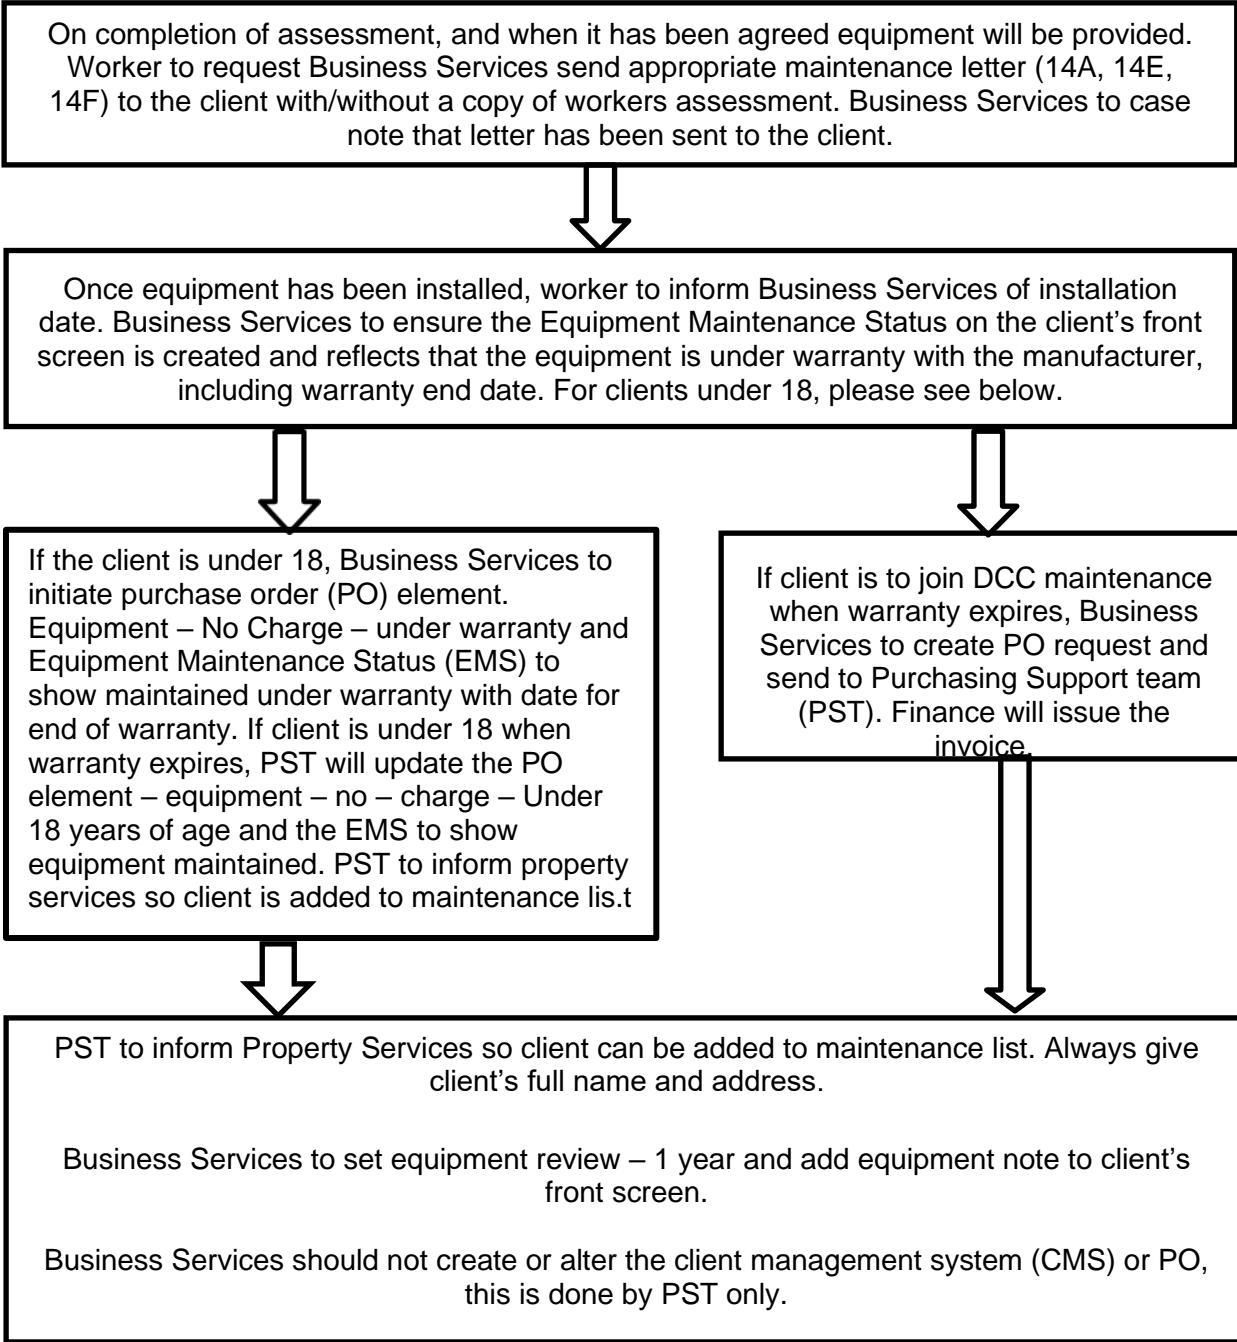 On completion of assessment, and when it has been agreed equipment will be provided.
Worker to request Business Services send appropriate maintenance letter (14A, 14E,
14F) to the client with/without a copy of workers assessment. Business Services to case
note that letter has been sent to the client.
Once equipment has been installed, worker to inform Business Services of installation
date. Business Services to ensure the Equipment Maintenance Status on the client’s front
screen is created and reflects that the equipment is under warranty with the manufacturer,
including warranty end date. For clients under 18, please see below.
If the client is under 18, Business Services to
initiate purchase order (PO) element.
Equipment – No Charge – under warranty and
Equipment Maintenance Status (EMS) to
show maintained under warranty with date for
end of warranty. If client is under 18 when
warranty expires, PST will update the PO
element – equipment – no – charge – Under
18 years of age and the EMS to show
equipment maintained. PST to inform property
services so client is added to maintenance lis.t
If client is to join DCC maintenance
when warranty expires, Business
Services to create PO request and
send to Purchasing Support team
(PST). Finance will issue the
invoice.
PST to inform Property Services so client can be added to maintenance list. Always give
client’s full name and address.
Business Services to set equipment review – 1 year and add equipment note to client’s
front screen.
Business Services should not create or alter the client management system (CMS) or PO,
this is done by PST only.